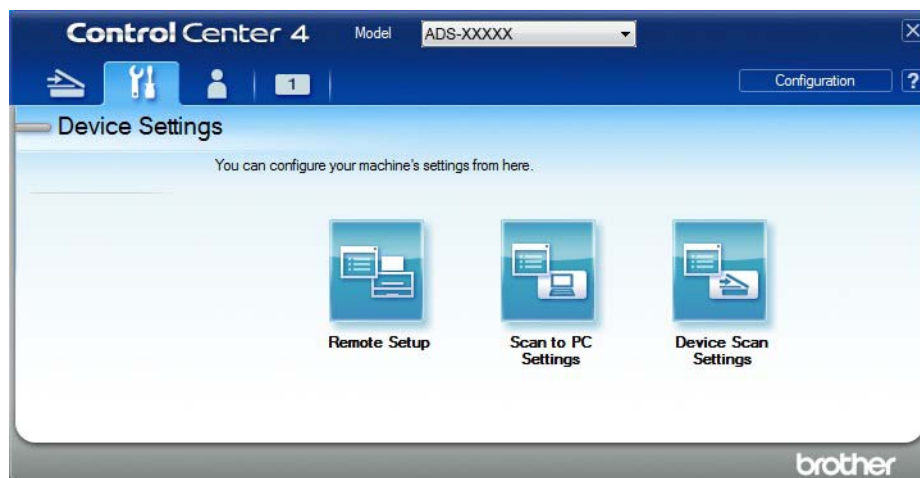 Control Center 4
Model
ADS-XXXXX
1
Configuration
?
Device Settings
You can configure your machine's settings from here.
Remote Setup
Scan to PC
Settings
Device Scan
Settings
brother